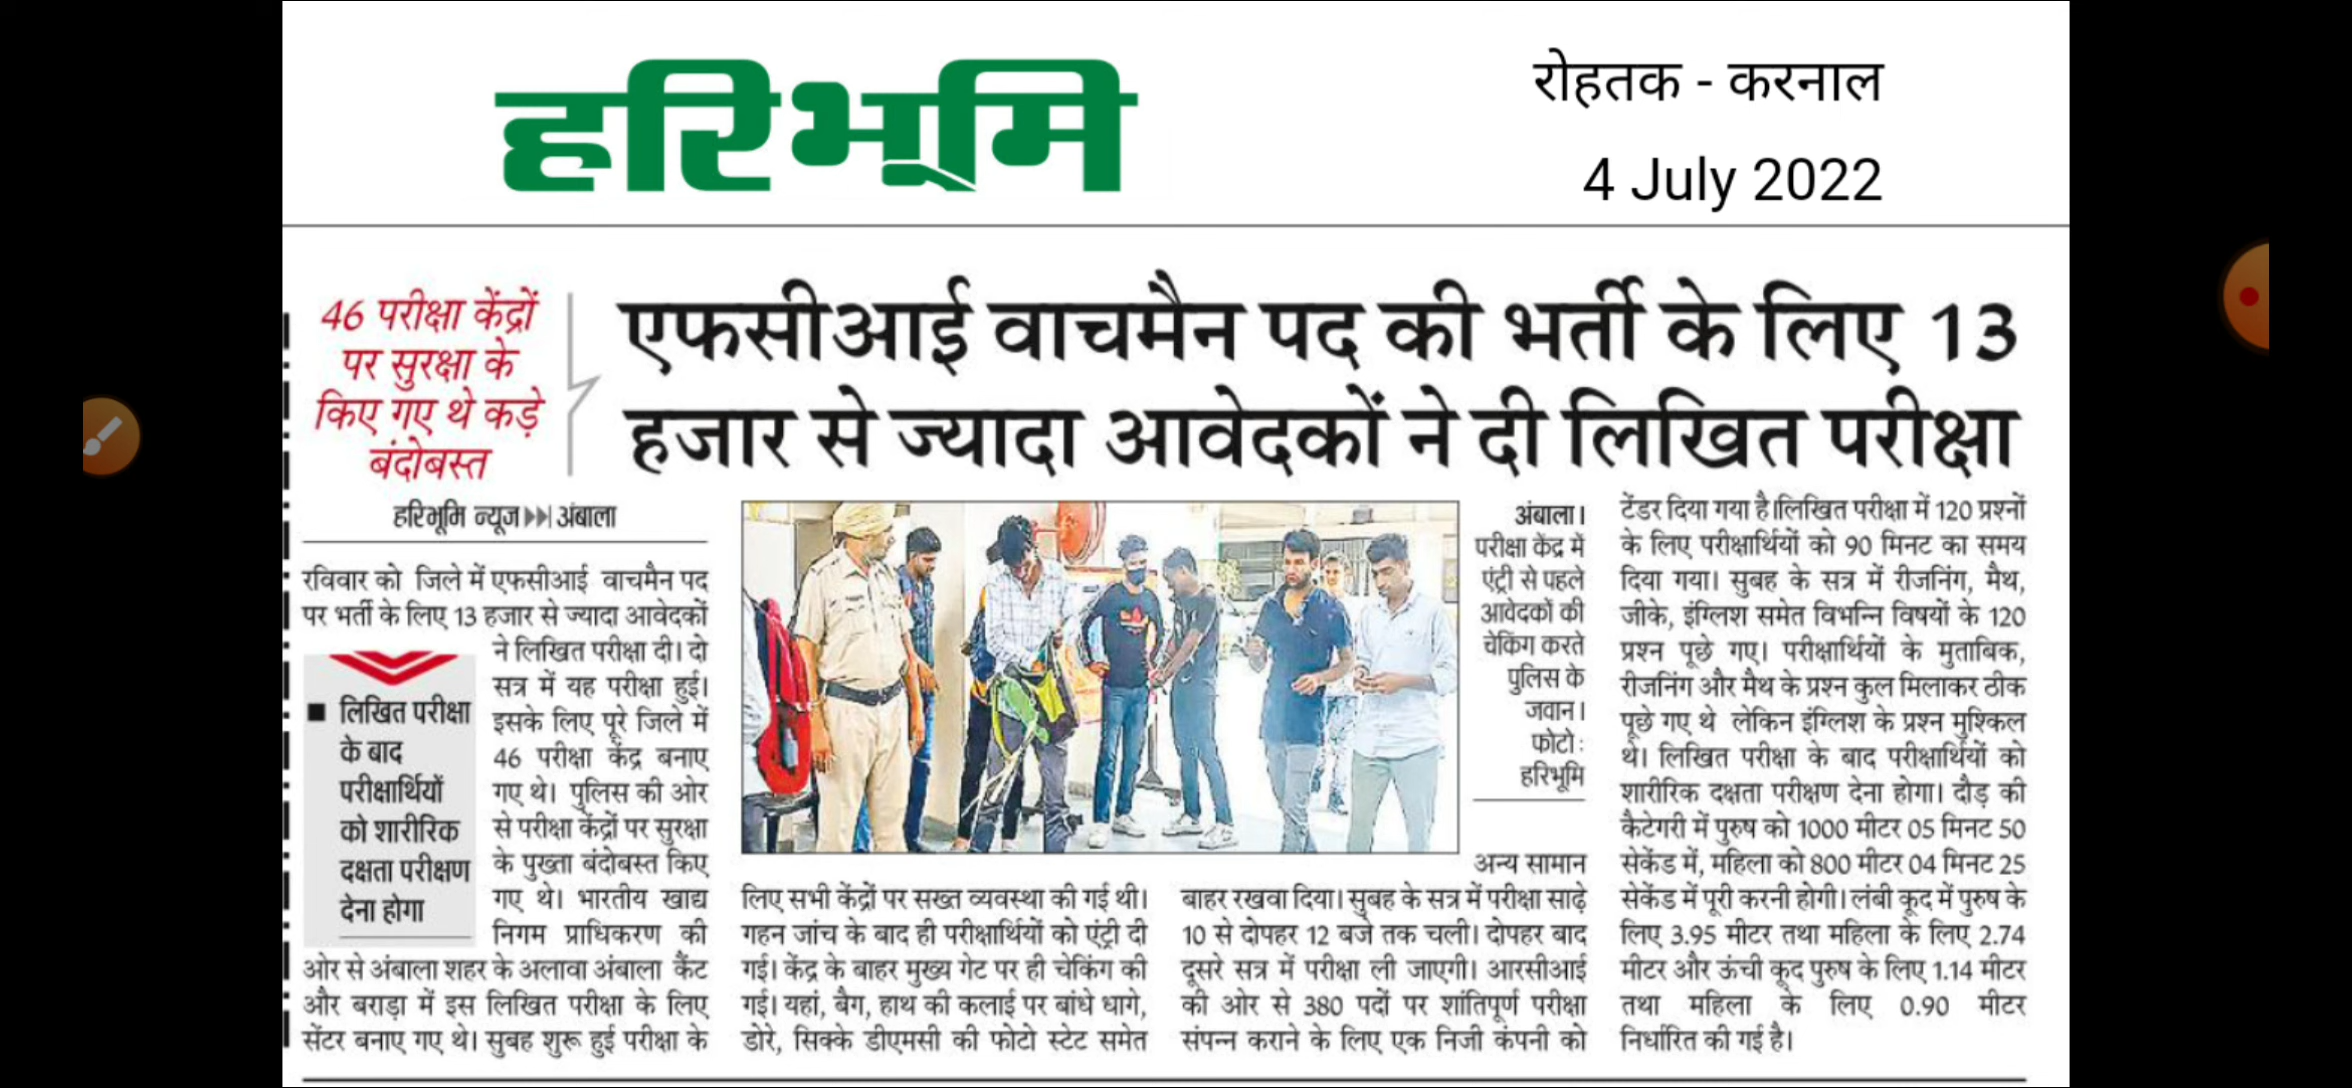 हरिभूमि
रोहतक - करनाल
4 July 2022
46 परीक्षा केंद्रों
पर सुरक्षा के
किए गए थे कड़े
बंदोबस्त
एफसीआई वाचमैन पद की भर्ती के लिए 13
हजार से ज्यादा आवेदकों ने दी लिखित परीक्षा
हरिभूमि न्यूज▸▸|अंबाला
रविवार को जिले में एफसीआई वाचमैन पद
पर भर्ती के लिए 13 हजार से ज्यादा आवेदकों
ने लिखित परीक्षा दी। दो
सत्र में यह परीक्षा हुई।
इसके लिए पूरे जिले में
46 परीक्षा केंद्र बनाए
गए थे। पुलिस की ओर
से परीक्षा केंद्रों पर सुरक्षा
के पुख्ता बंदोबस्त किए
गए थे। भारतीय खाद्य
निगम प्राधिकरण की
ओर से अंबाला शहर के अलावा अंबाला कैंट
और बराड़ा में इस लिखित परीक्षा के लिए
सेंटर बनाए गए थे। सुबह शुरू हुई परीक्षा के
■ लिखित परीक्षा
के बाद
परीक्षार्थियों
को शारीरिक
दक्षता परीक्षण
देना होगा
अंबाला।
परीक्षा केंद्र में
एंट्री से पहले
आवेदकों की
चेकिंग करते
पुलिस के
जवान।
फोटो :
हरिभूमि
लिए सभी केंद्रों पर सख्त व्यवस्था की गई थी।
गहन जांच के बाद ही परीक्षार्थियों को एंट्री दी
गई। केंद्र के बाहर मुख्य गेट पर ही चेकिंग की
गई। यहां, बैग, हाथ की कलाई पर बांधे धागे,
डोरे, सिक्के डीएमसी की फोटो स्टेट समेत
अन्य सामान
बाहर रखवा दिया। सुबह के सत्र में परीक्षा साढ़े
10 से दोपहर 12 बजे तक चली। दोपहर बाद
दूसरे सत्र में परीक्षा ली जाएगी। आरसीआई
की ओर से 380 पदों पर शांतिपूर्ण परीक्षा
संपन्न कराने के लिए एक निजी कंपनी को
टेंडर दिया गया है।लिखित परीक्षा में 120 प्रश्नों
के लिए परीक्षार्थियों को 90 मिनट का समय
दिया गया। सुबह के सत्र में रीजनिंग, मैथ,
जीके, इंग्लिश समेत विभन्नि विषयों के 120
प्रश्न पूछे गए। परीक्षार्थियों के मुताबिक,
रीजनिंग और मैथ के प्रश्न कुल मिलाकर ठीक
पूछे गए थे लेकिन इंग्लिश के प्रश्न मुश्किल
थे। लिखित परीक्षा के बाद परीक्षार्थियों को
शारीरिक दक्षता परीक्षण देना होगा। दौड़ की
कैटेगरी में पुरुष को 1000 मीटर 05 मिनट 50
सेकेंड में, महिला को 800 मीटर 04 मिनट 25
सेकेंड में पूरी करनी होगी। लंबी कूद में पुरुष के
लिए 3.95 मीटर तथा महिला के लिए 2.74
मीटर और ऊंची कूद पुरुष के लिए 1.14 मीटर
तथा महिला के लिए 0.90 मीटर
निर्धारित की गई है।